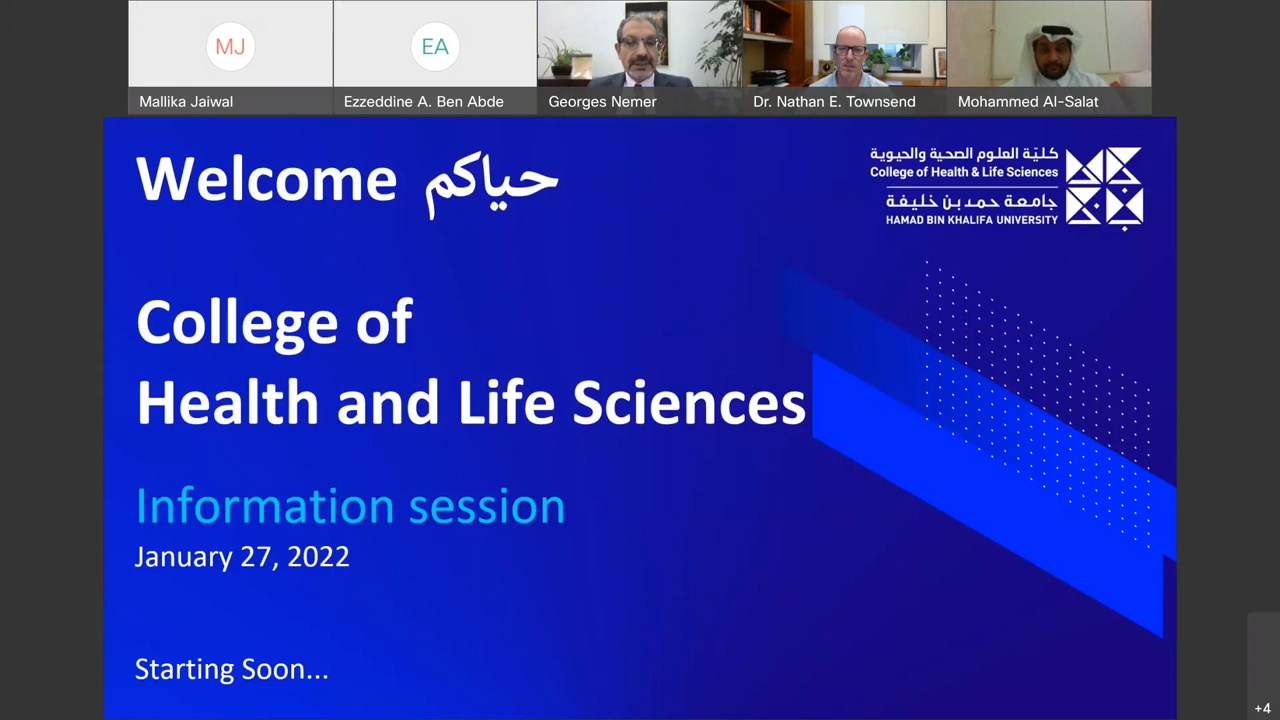 MJ
EA
Mallika Jaiwal
Ezzeddine A. Ben Abde
Georges Nemer
Dr. Nathan E. Townsend
Mohammed Al-Salat
Welcome حياكم
كليّة العلوم الصحية والحيوية
College of Health & Life Sciences
جامعة حمد بن خليفة
HAMAD BIN KHALIFA UNIVERSITY
College of
Health and Life Sciences
Information session
January 27, 2022
Starting Soon...
+4